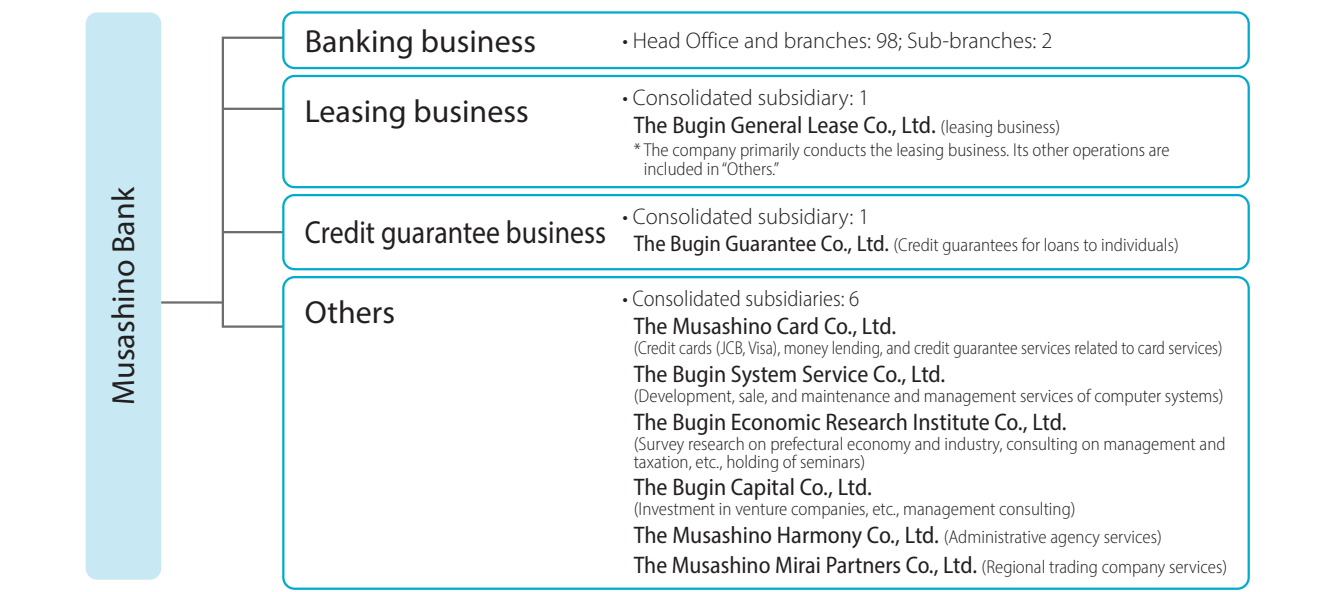 Musashino Bank
Banking business
• Head Office and branches: 98; Sub-branches: 2
Leasing business
• Consolidated subsidiary: 1
The Bugin General Lease Co., Ltd. (leasing business)
* The company primarily conducts the leasing business. Its other operations are
included in “Others.”
Credit guarantee business
• Consolidated subsidiary: 1
The Bugin Guarantee Co., Ltd. (Credit guarantees for loans to individuals)
Others
• Consolidated subsidiaries: 6
The Musashino Card Co., Ltd.
(Credit cards (JCB, Visa), money lending, and credit guarantee services related to card services)
The Bugin System Service Co., Ltd.
(Development, sale, and maintenance and management services of computer systems)
The Bugin Economic Research Institute Co., Ltd.
(Survey research on prefectural economy and industry, consulting on management and
taxation, etc., holding of seminars)
The Bugin Capital Co., Ltd.
(Investment in venture companies, etc., management consulting)
The Musashino Harmony Co., Ltd. (Administrative agency services)
The Musashino Mirai Partners Co., Ltd. (Regional trading company services)